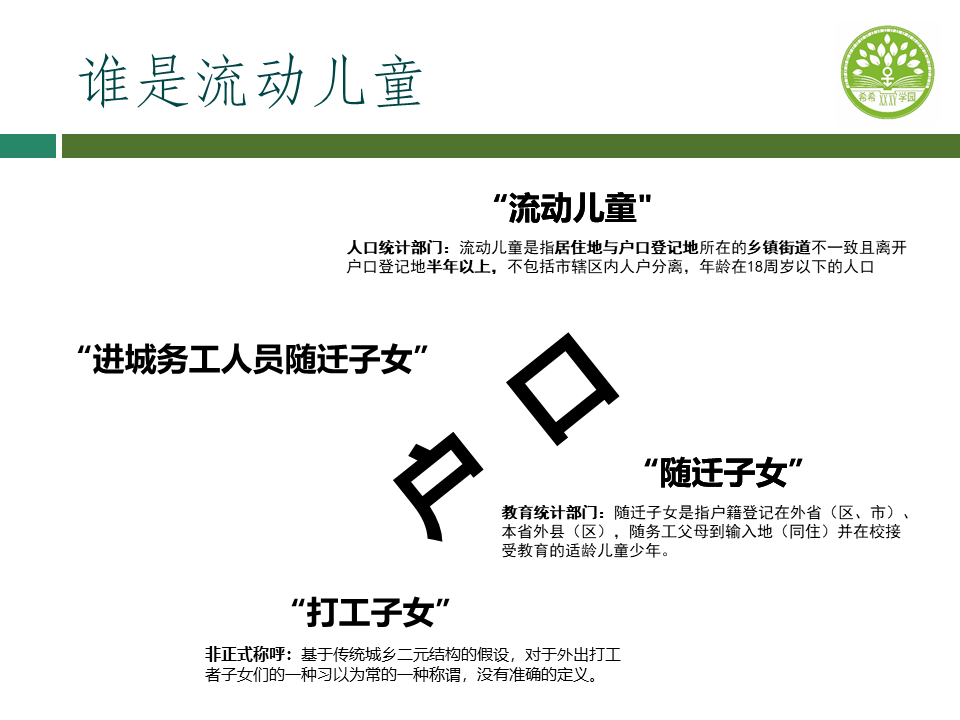 谁是流动儿童
希希 学园
“流动儿童"
人口统计部门：流动儿童是指居住地与户口登记地所在的乡镇街道不一致且离开
户口登记地半年以上，不包括市辖区内人户分离，年龄在18周岁以下的人口
“进城务工人员随迁子女”
户口
“随迁子女”
教育统计部门：随迁子女是指户籍登记在外省（区、市）、
本省外县（区），随务工父母到输入地（同住）并在校接
受教育的适龄儿童少年。
“打工子女”
非正式称呼：基于传统城乡二元结构的假设，对于外出打工
者子女们的一种习以为常的一种称谓，没有准确的定义。